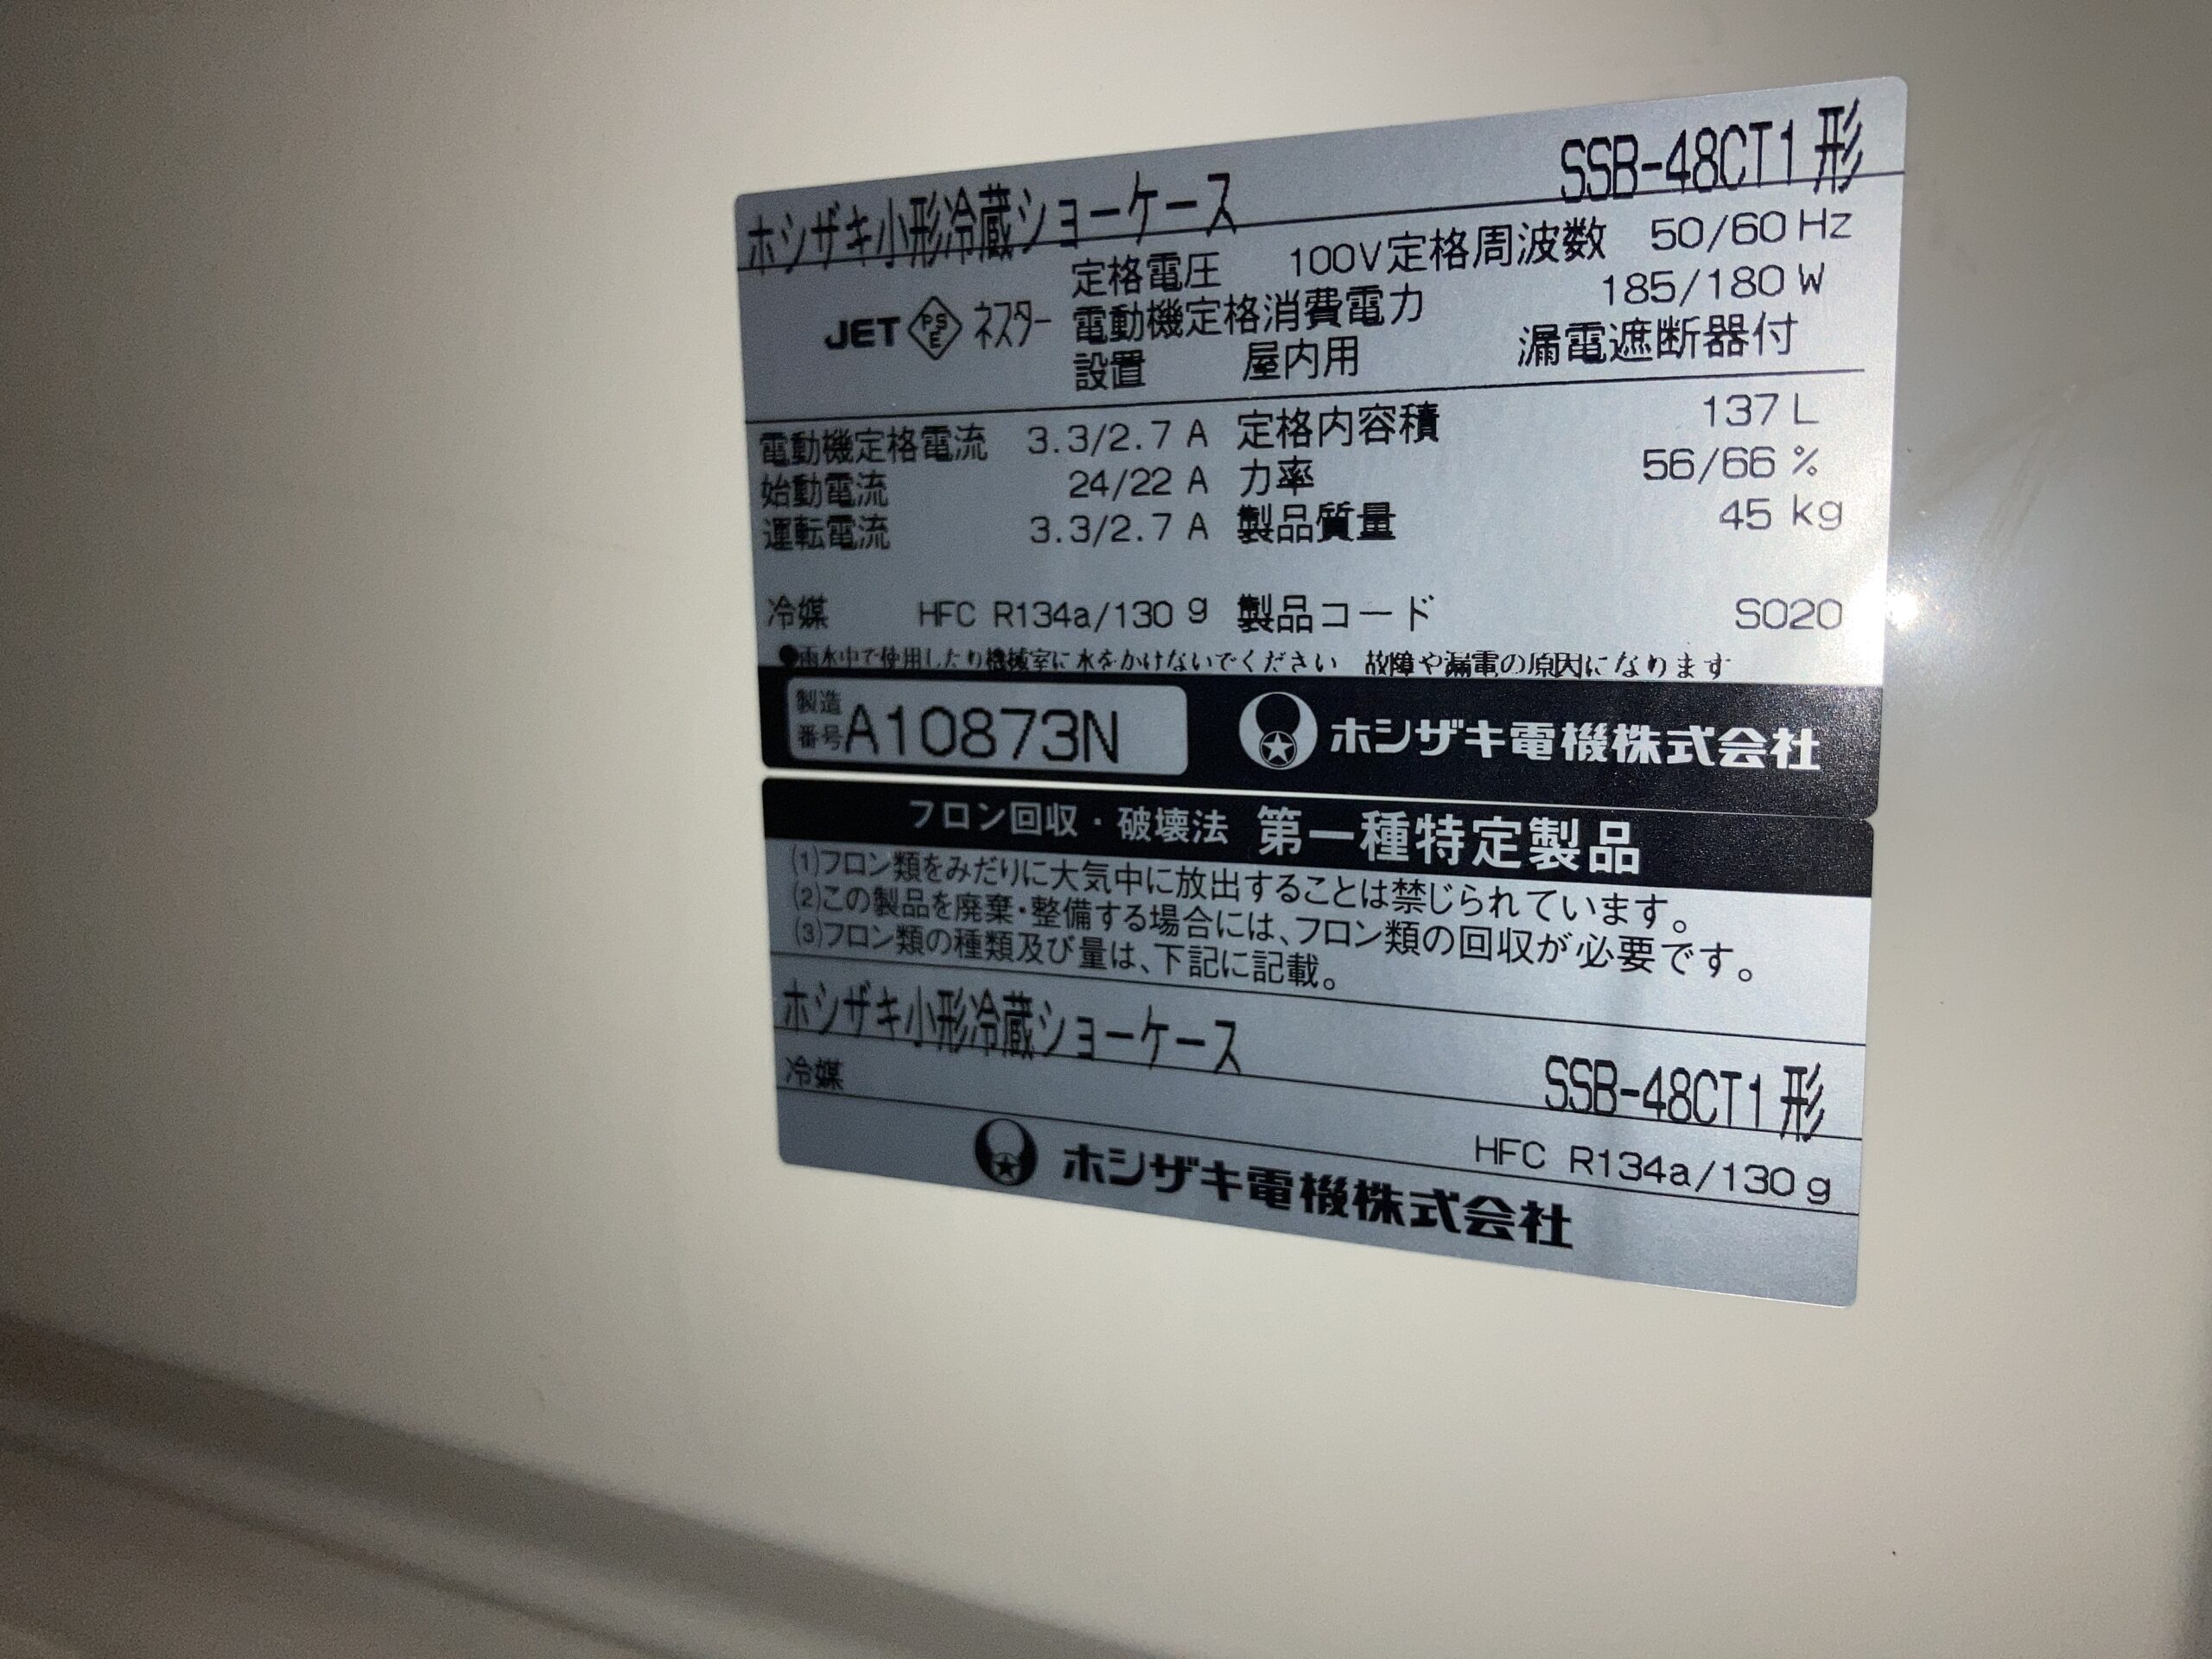 ホシザキ小形冷蔵ショーケース SSB-48CT1形
定格電圧 100V 定格周波数 50/60 Hz
JET PSE ネスター 電動機定格消費電力 185/180 W
設置 屋内用 漏電遮断器付
電動機定格電流 3.3/2.7 A 定格内容積 137 L
始動電流 24/22 A 力率 56/66 %
運転電流 3.3/2.7 A 製品質量 45 kg
冷媒 HFC R134a/130 g 製品コード S020
●雨水中で使用したり機械室に水をかけないでください 故障や漏電の原因になります
製造番号 A10873N ホシザキ電機株式会社
フロン回収・破壊法 第一種特定製品
(1)フロン類をみだりに大気中に放出することは禁じられています。
(2)この製品を廃棄・整備する場合には、フロン類の回収が必要です。
(3)フロン類の種類及び量は、下記に記載。
ホシザキ小形冷蔵ショーケース SSB-48CT1形
冷媒 HFC R134a/130 g
ホシザキ電機株式会社